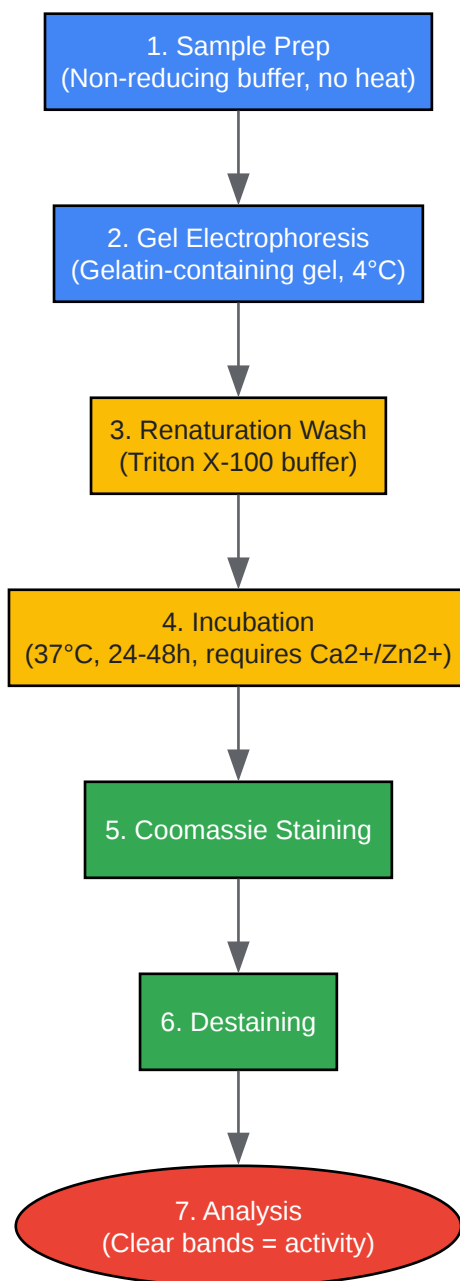 1. Sample Prep
(Non-reducing buffer, no heat)
2. Gel Electrophoresis
(Gelatin-containing gel, 4°C)
3. Renaturation Wash
(Triton X-100 buffer)
4. Incubation
(37°C, 24-48h, requires Ca2+/Zn2+)
5. Coomassie Staining
6. Destaining
7. Analysis
(Clear bands = activity)